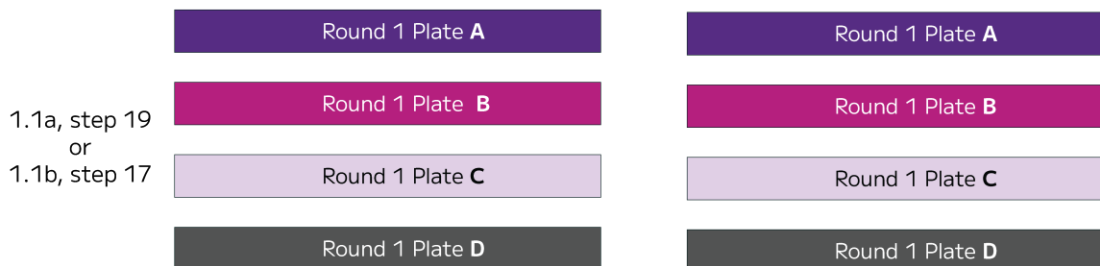 Round 1 Plate A
Round 1 Plate A
Round 1 Plate B
Round 1 Plate B
1.1a, step 19
or
1.1b, step 17
Round 1 Plate C
Round 1 Plate C
Round 1 Plate D
Round 1 Plate D